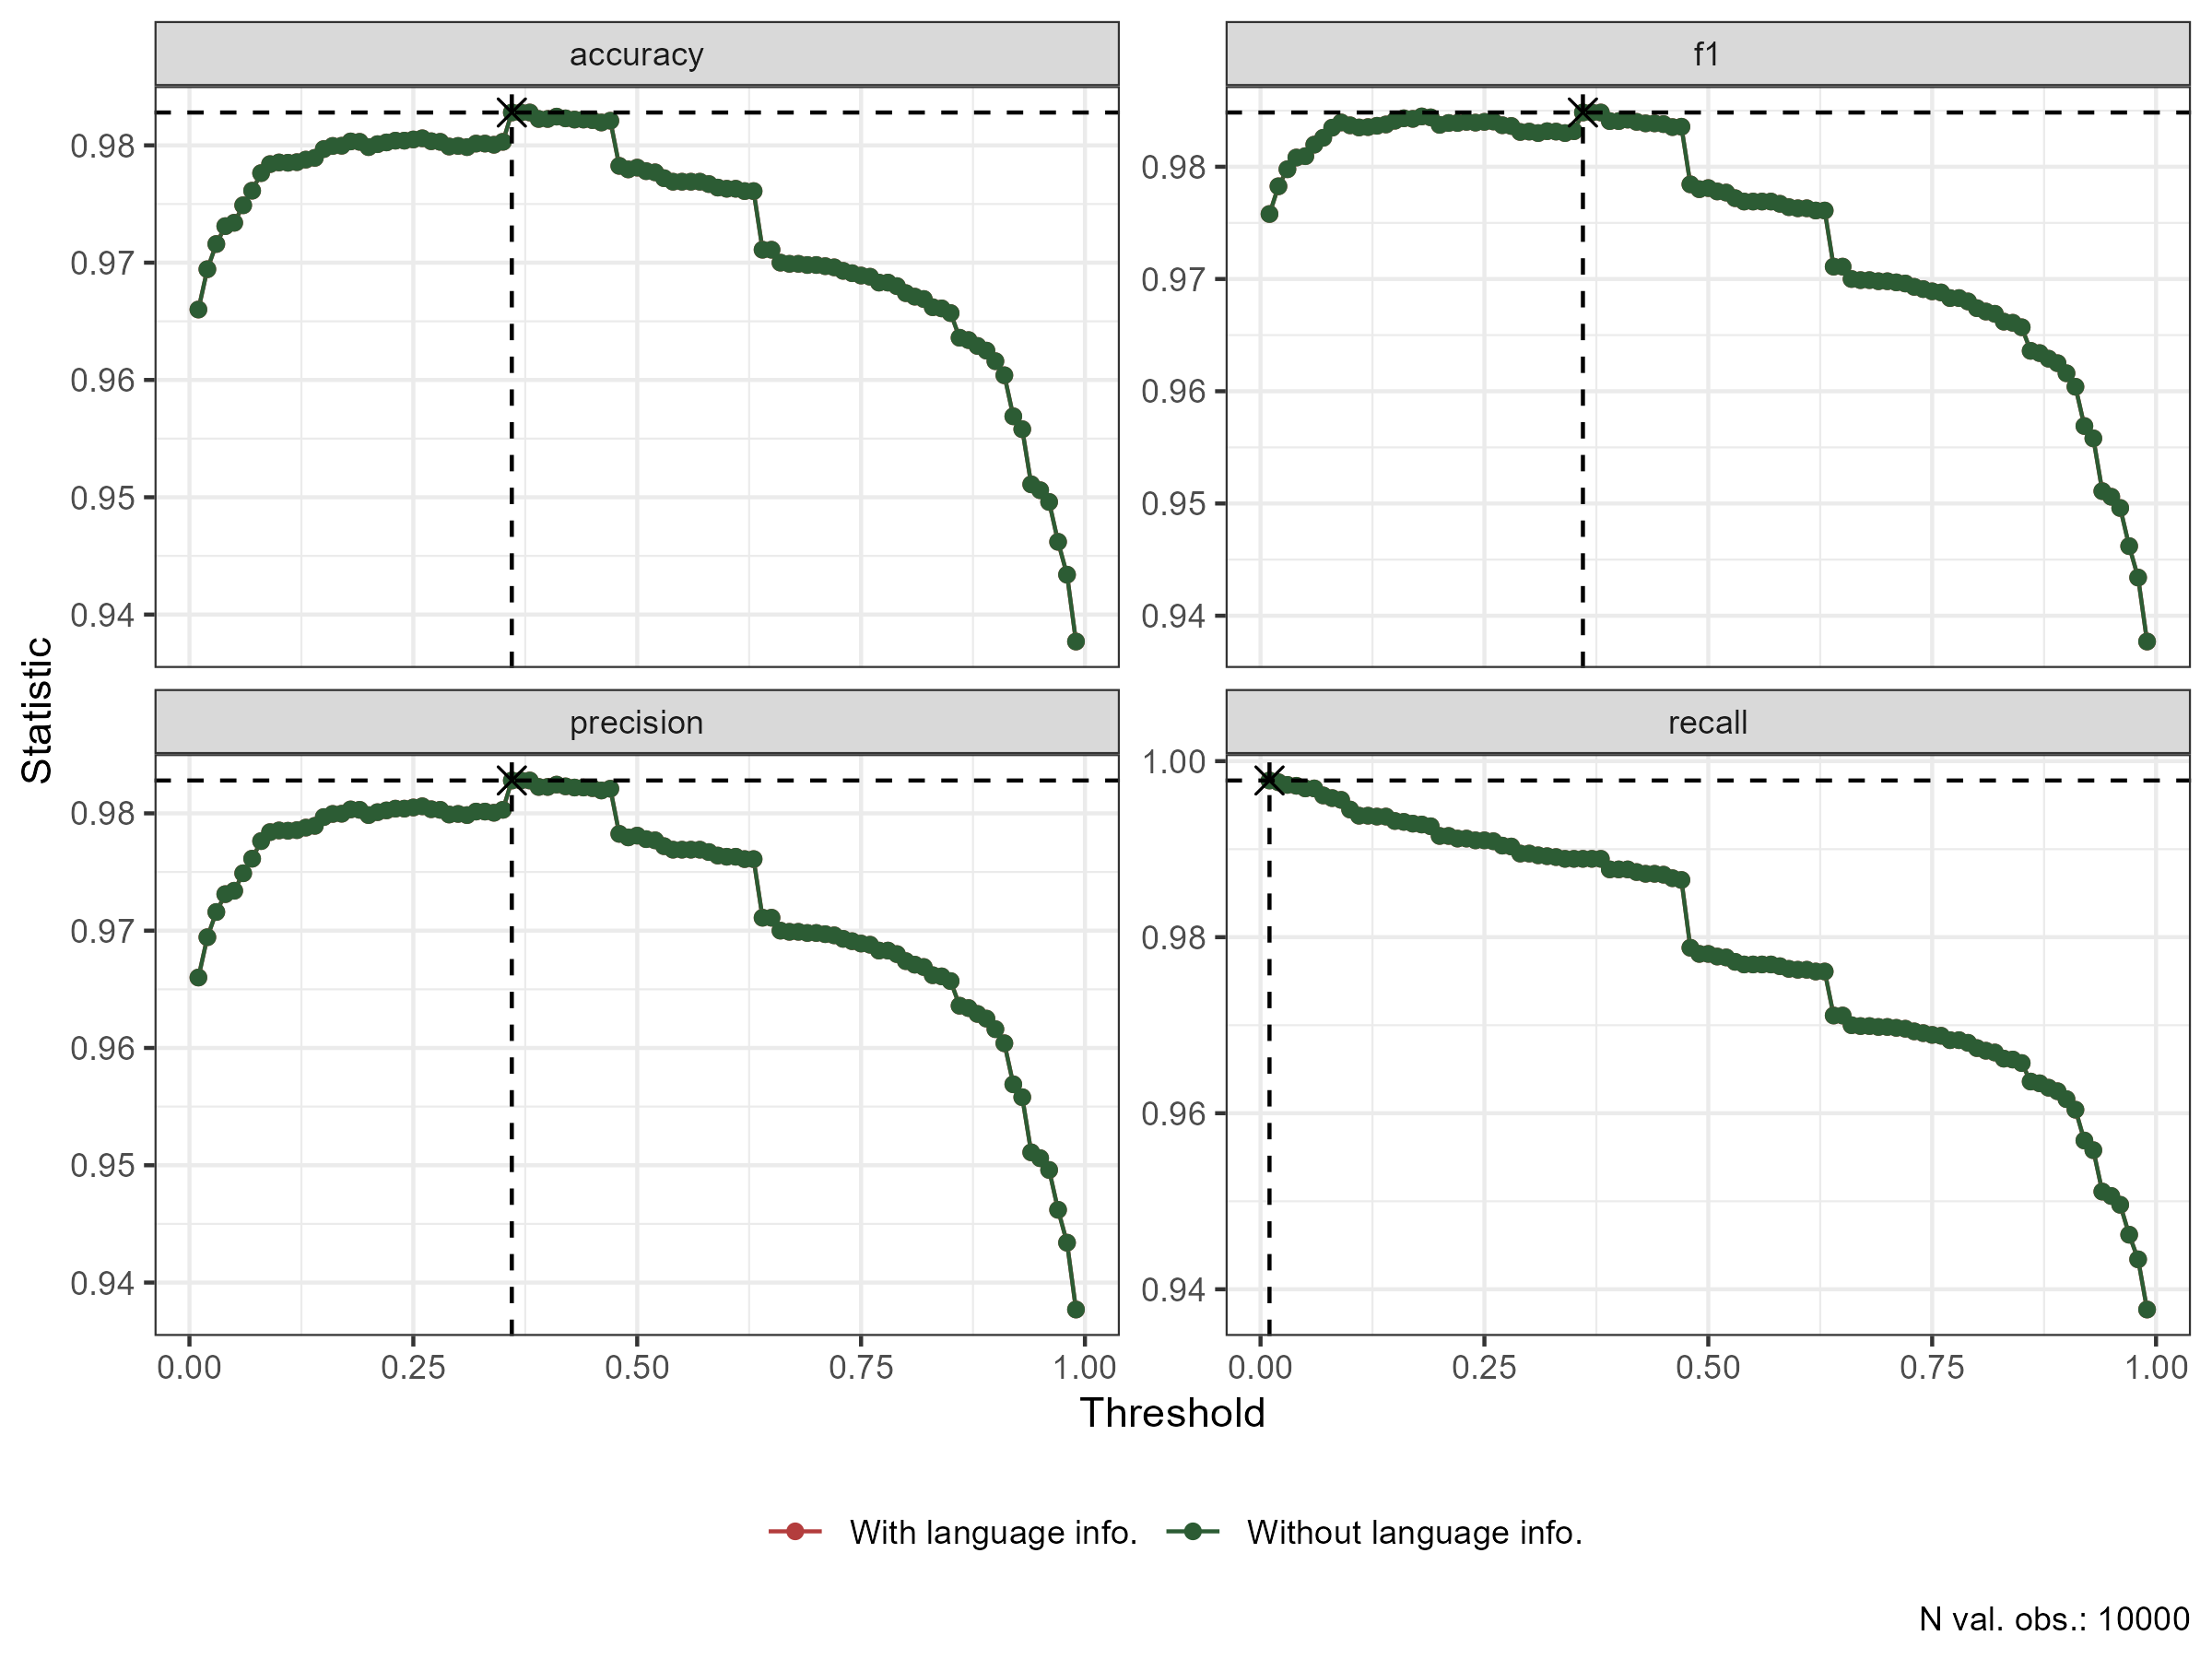 accuracy
f1
0.98
0.97
0.96
0.95
0.94
0.98
0.97
0.96
0.95
0.94
Statistic
precision
recall
0.98
0.97
0.96
0.95
0.94
1.00
0.98
0.96
0.94
0.00 0.25 0.50 0.75 1.00
0.00 0.25 0.50 0.75 1.00
Threshold
With language info. Without language info.
N val. obs.: 10000